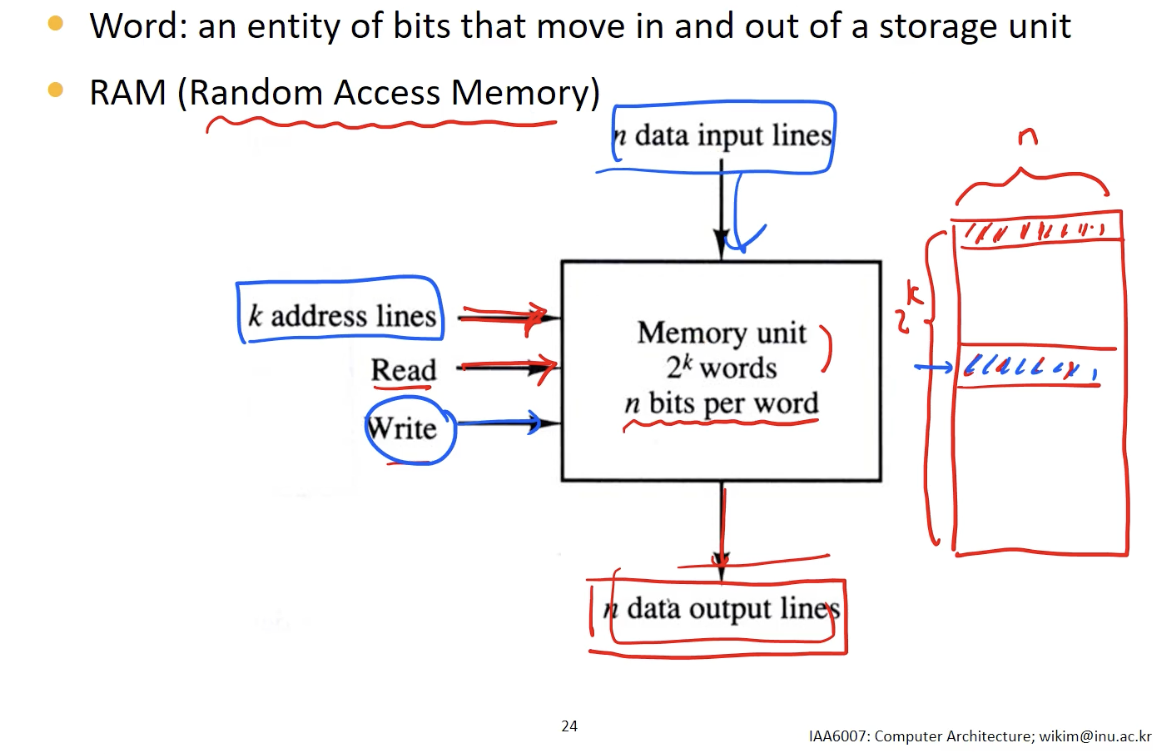 • Word: an entity of bits that move in and out of a storage unit
• RAM (Random Access Memory)
n data input lines
n
k address lines
Read
Write
Memory unit
2ᵏ words
n bits per word
2ᵏ
n data output lines
24
IAA6007: Computer Architecture; wikim@inu.ac.kr